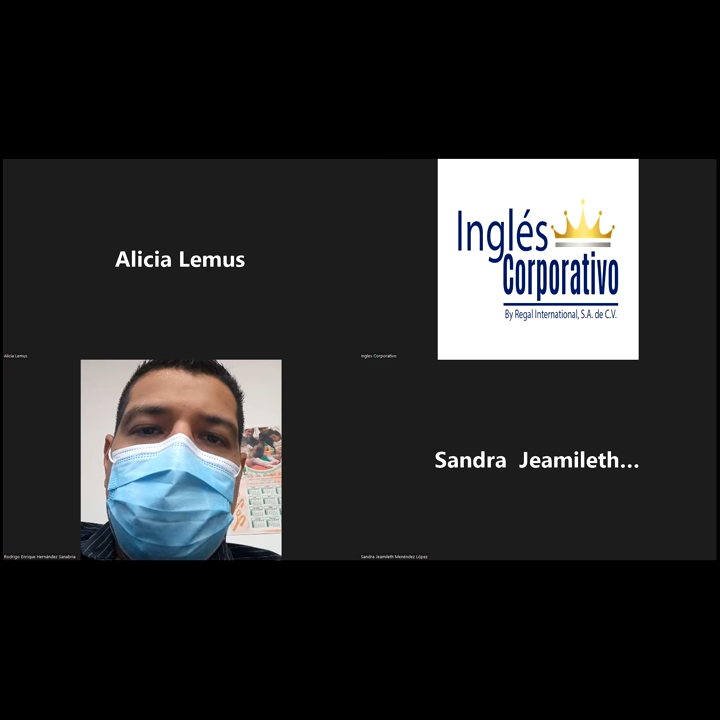 Alicia Lemus
Alicia Lemus
Inglés
Corporativo
By Regal International, S.A. de C.V.
Ingles Corporativo
Rodrigo Enrique Hernández Sanabria
Sandra Jeamileth...
Sandra Jeamileth Menéndez López